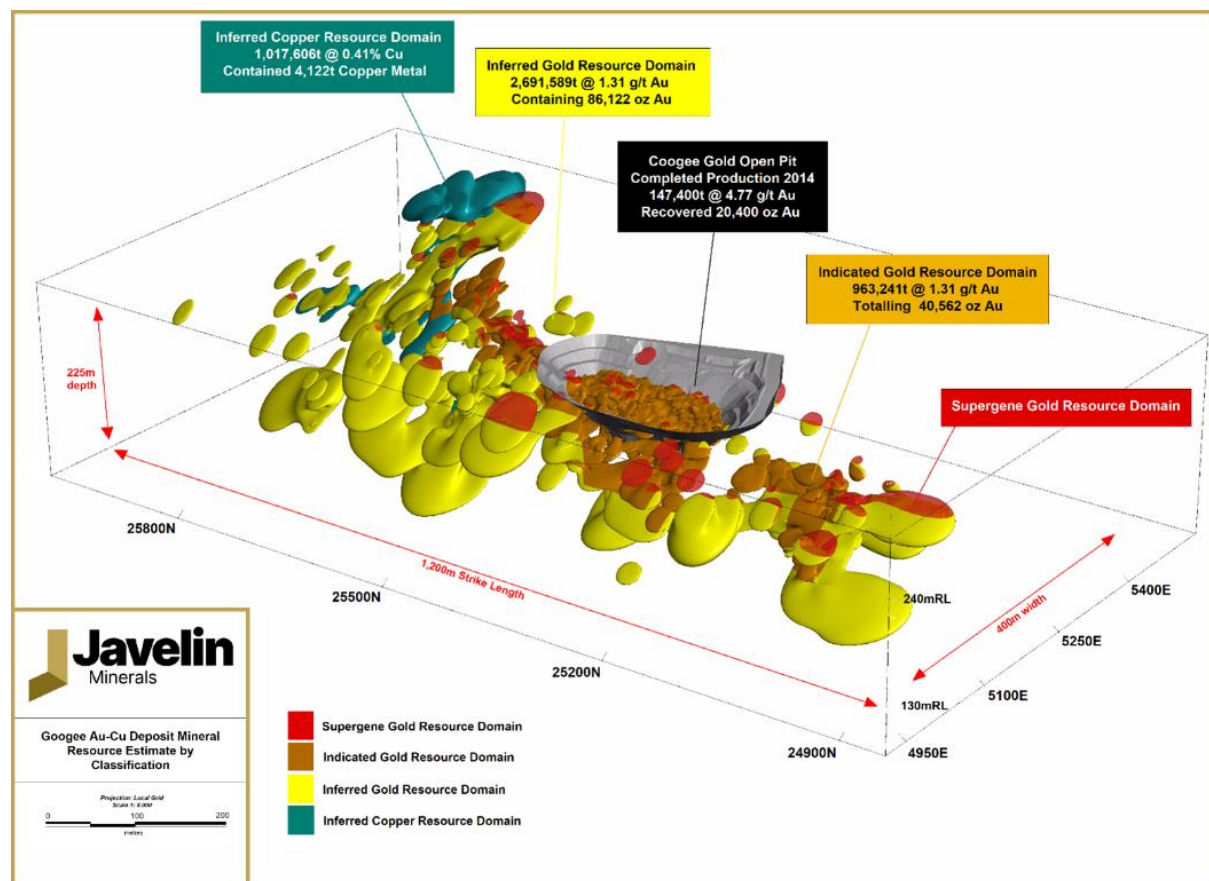 Inferred Copper Resource Domain
1,017,606t @ 0.41% Cu
Contained 4,122t Copper Metal
Inferred Gold Resource Domain
2,691,589t @ 1.31 g/t Au
Containing 86,122 oz Au
Coogee Gold Open Pit
Completed Production 2014
147,400t @ 4.77 g/t Au
Recovered 20,400 oz Au
Indicated Gold Resource Domain
963,241t @ 1.31 g/t Au
Totalling 40,562 oz Au
Supergene Gold Resource Domain
225m
depth
25800N
1,200m Strike Length
25500N
25200N
24900N
240mRL
130mRL
400m width
5400E
5250E
5100E
4950E
Javelin
Minerals
Googee Au-Cu Deposit Mineral
Resource Estimate by
Classification
Projection: Local Grid
0
100
200
metres
Supergene Gold Resource Domain
Indicated Gold Resource Domain
Inferred Gold Resource Domain
Inferred Copper Resource Domain